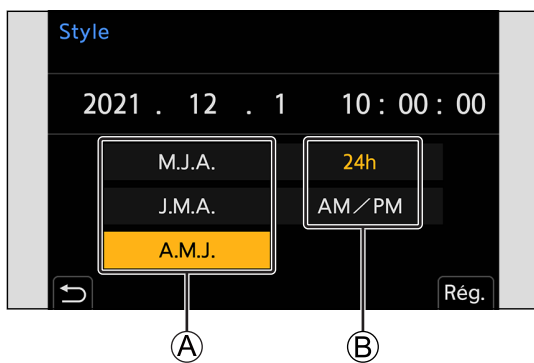 Style
2021 . 12 . 1 10 : 00 : 00
M.J.A. 24h
J.M.A. AM/PM
A.M.J.
Rég.
A B